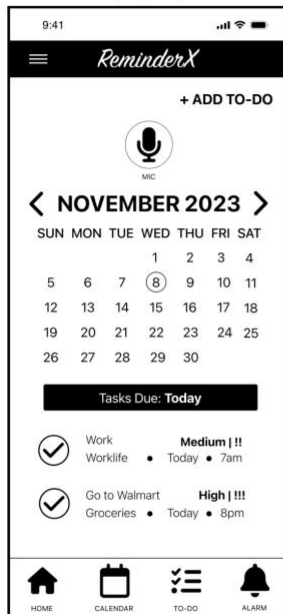 9:41
ReminderX
+ ADD TO-DO
MIC
NOVEMBER 2023
SUN MON TUE WED THU FRI SAT
1 2 3 4
5 6 7 8 9 10 11
12 13 14 15 16 17 18
19 20 21 22 23 24 25
26 27 28 29 30
Tasks Due: Today
Work Medium | !!
Worklife • Today • 7am
Go to Walmart High | !!!
Groceries • Today • 8pm
HOME CALENDAR TO-DO ALARM